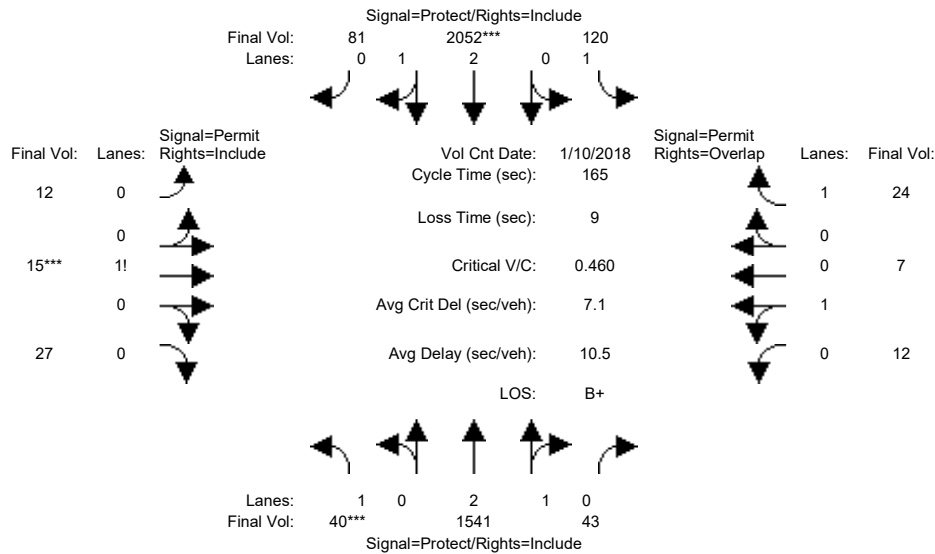 Signal=Protect/Rights=Include
Final Vol: 81 2052*** 120
Lanes: 0 1 2 0 1
Signal=Permit Signal=Permit
Final Vol: Lanes: Rights=Include Vol Cnt Date: 1/10/2018 Rights=Overlap Lanes: Final Vol:
Cycle Time (sec): 165
12 0 1 24
Loss Time (sec): 9
0 0
15*** 1! Critical V/C: 0.460 0 7
0 Avg Crit Del (sec/veh): 7.1 1
27 0 Avg Delay (sec/veh): 10.5 0 12
LOS: B+
Lanes: 1 0 2 1 0
Final Vol: 40*** 1541 43
Signal=Protect/Rights=Include